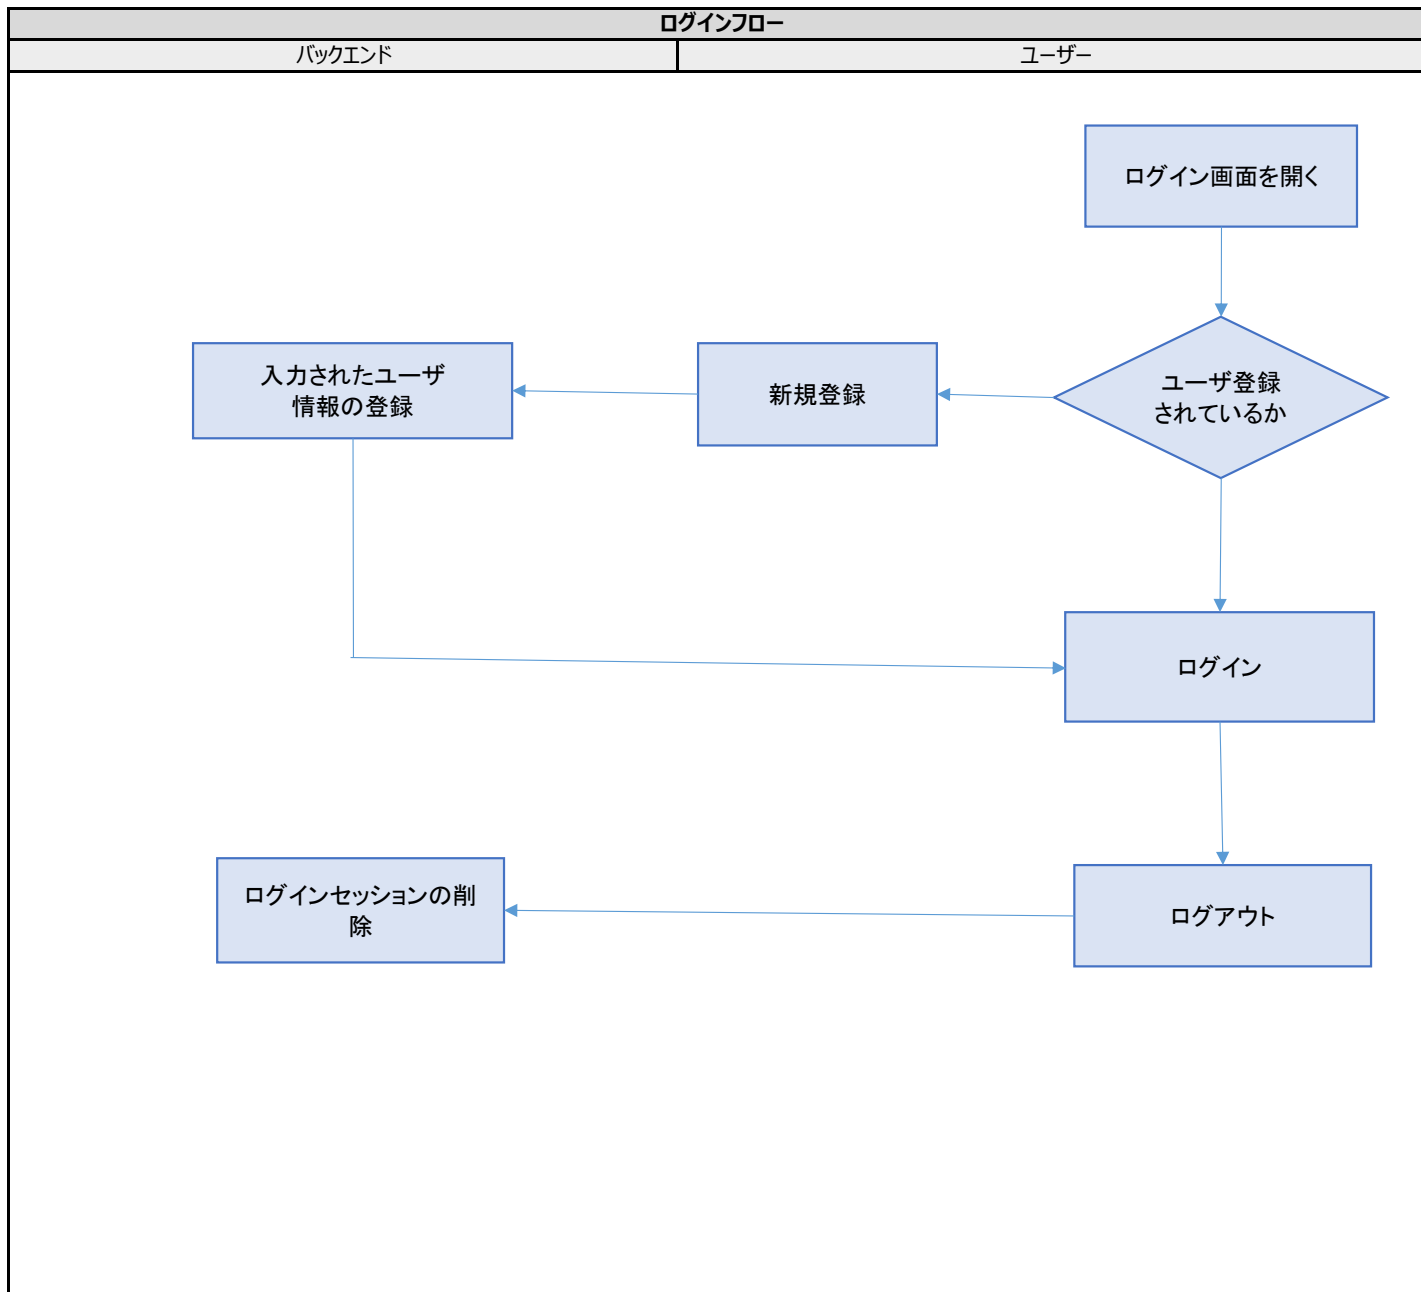 ログインフロー
バックエンド
ユーザー
ログイン画面を開く
ユーザ登録
されているか
新規登録
入力されたユーザ
情報の登録
ログイン
ログアウト
ログインセッションの削
除